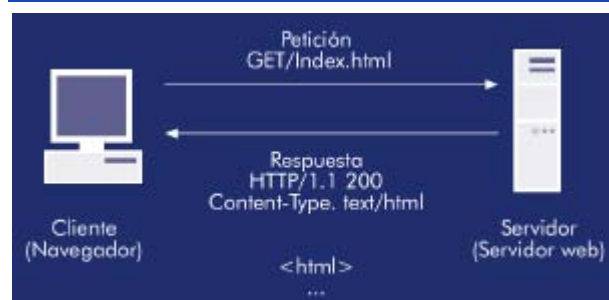 Petición
GET/Index.html
Respuesta
HTTP/1.1 200
Content-Type. text/html
Cliente
(Navegador)
Servidor
(Servidor web)
<html>
...